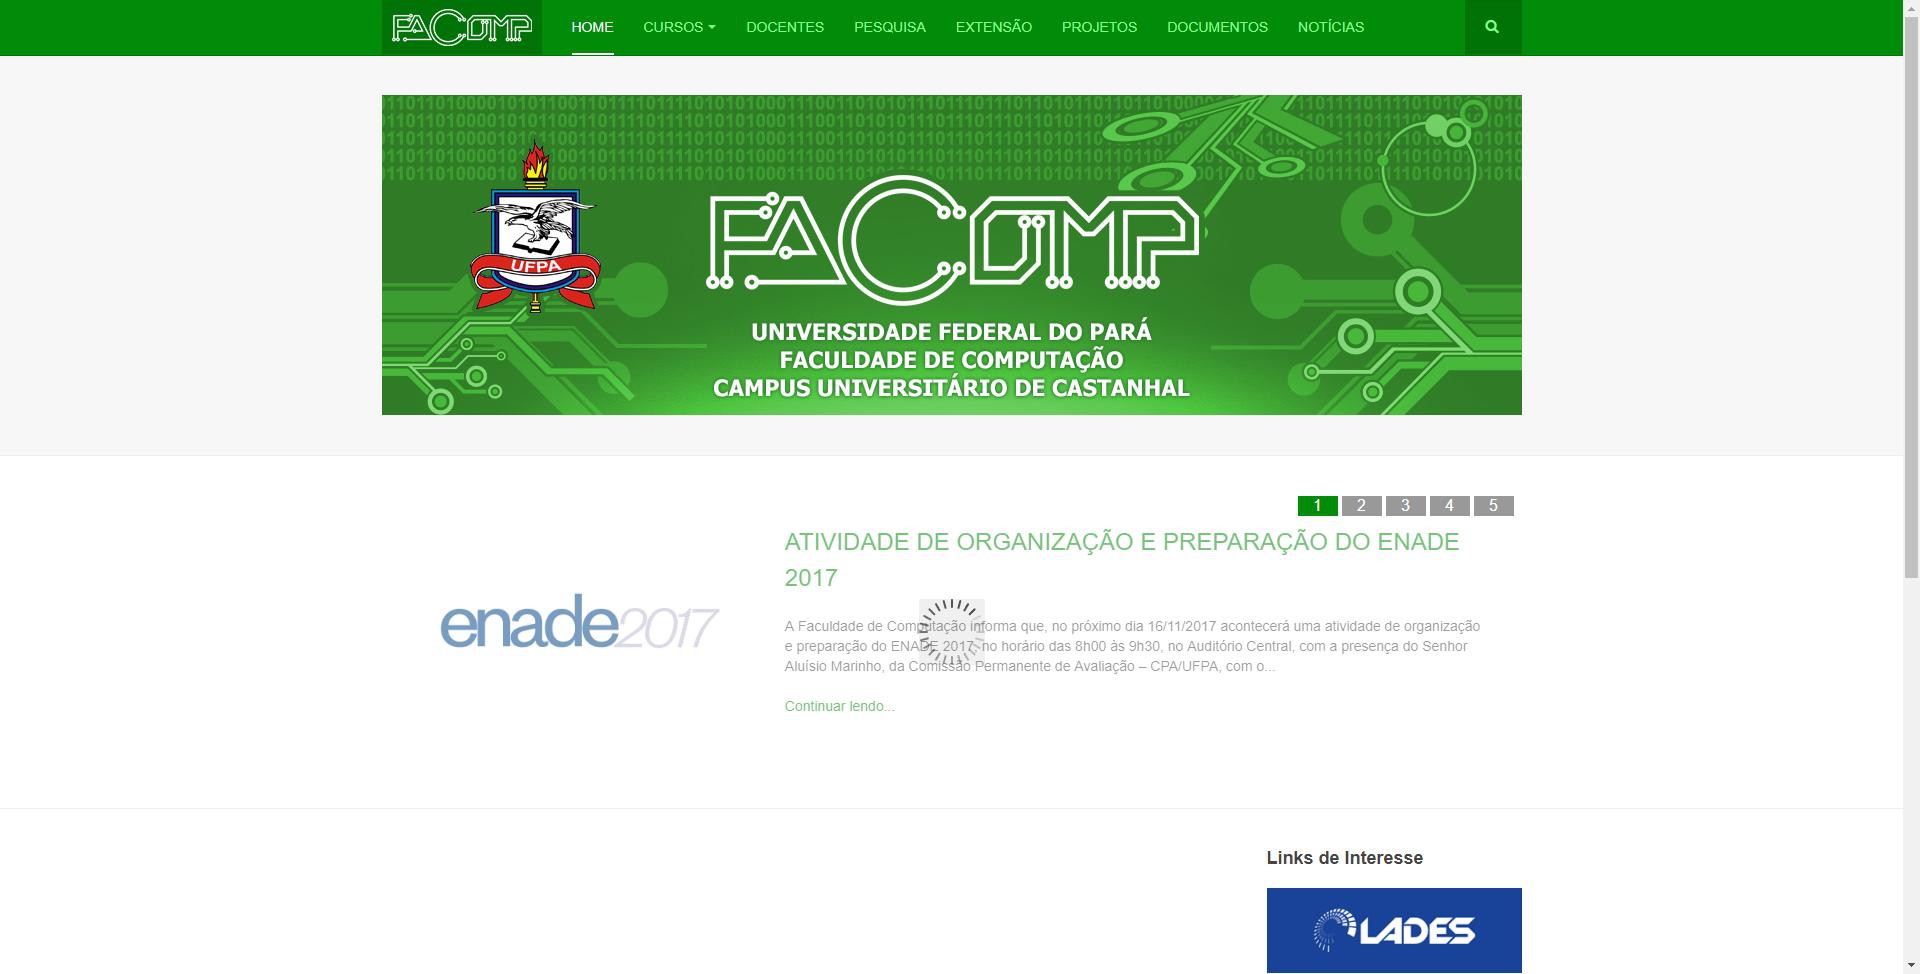 FACOMP
HOME
CURSOS
DOCENTES
PESQUISA
EXTENSÃO
PROJETOS
DOCUMENTOS
NOTÍCIAS
UFPA
FACOMP
UNIVERSIDADE FEDERAL DO PARÁ
FACULDADE DE COMPUTAÇÃO
CAMPUS UNIVERSITÁRIO DE CASTANHAL
1 2 3 4 5
ATIVIDADE DE ORGANIZAÇÃO E PREPARAÇÃO DO ENADE
2017
enade2017
A Faculdade de Computação informa que, no próximo dia 16/11/2017 acontecerá uma atividade de organização
e preparação do ENADE 2017, no horário das 8h00 às 9h30, no Auditório Central, com a presença do Senhor
Aluísio Marinho, da Comissão Permanente de Avaliação – CPA/UFPA, com o...
Continuar lendo...
Links de Interesse
LADES